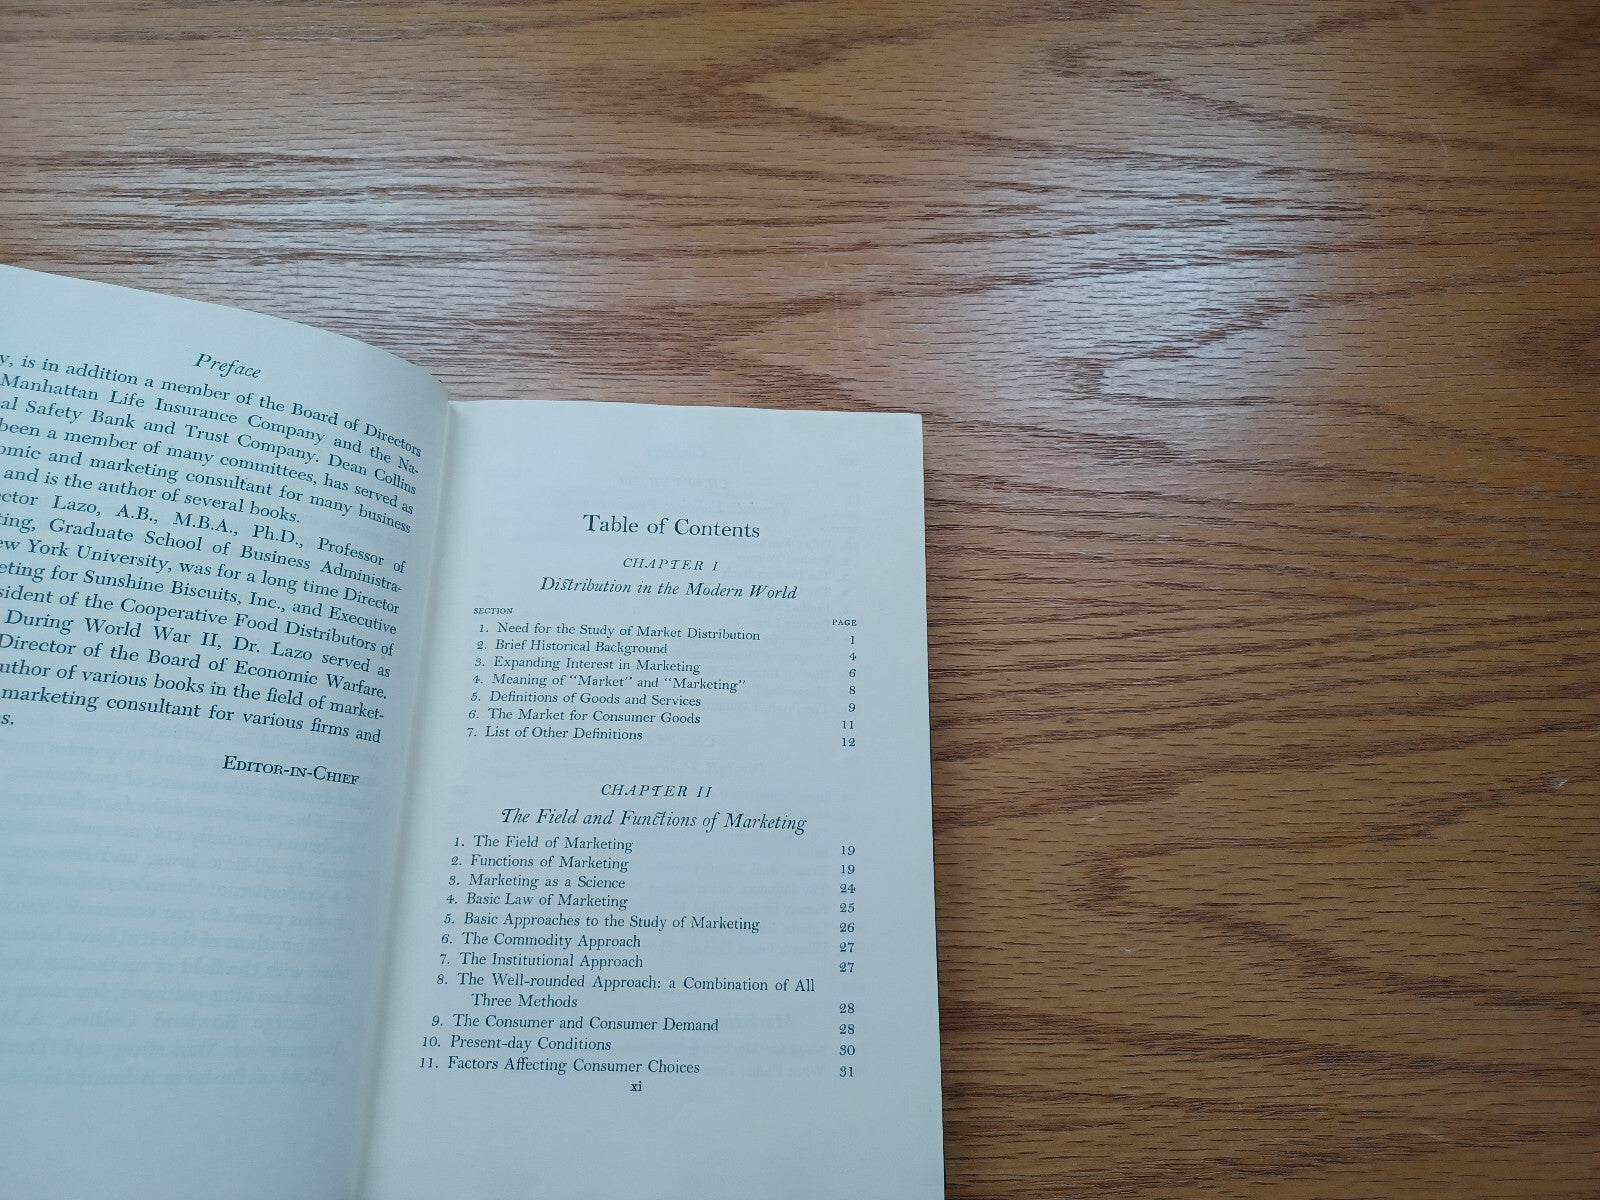 Preface
y, is in addition a member of the Board of Directors
Manhattan Life Insurance Company and the Na-
al Safety Bank and Trust Company. Dean Collins
been a member of many committees, has served as
omic and marketing consultant for many business
and is the author of several books.
ctor Lazo, A.B., M.B.A., Ph.D., Professor of
ting, Graduate School of Business Administra-
ew York University, was for a long time Director
eting for Sunshine Biscuits, Inc., and Executive
sident of the Cooperative Food Distributors of
During World War II, Dr. Lazo served as
Director of the Board of Economic Warfare.
uthor of various books in the field of market-
marketing consultant for various firms and
s.
EDITOR-IN-CHIEF
Table of Contents
CHAPTER I
Distribution in the Modern World
SECTION PAGE
1. Need for the Study of Market Distribution 1
2. Brief Historical Background 4
3. Expanding Interest in Marketing 6
4. Meaning of "Market" and "Marketing" 8
5. Definitions of Goods and Services 9
6. The Market for Consumer Goods 11
7. List of Other Definitions 12
CHAPTER II
The Field and Functions of Marketing
1. The Field of Marketing 19
2. Functions of Marketing 19
3. Marketing as a Science 24
4. Basic Law of Marketing 25
5. Basic Approaches to the Study of Marketing 26
6. The Commodity Approach 27
7. The Institutional Approach 27
8. The Well-rounded Approach: a Combination of All
Three Methods 28
9. The Consumer and Consumer Demand 28
10. Present-day Conditions 30
11. Factors Affecting Consumer Choices 31
xi